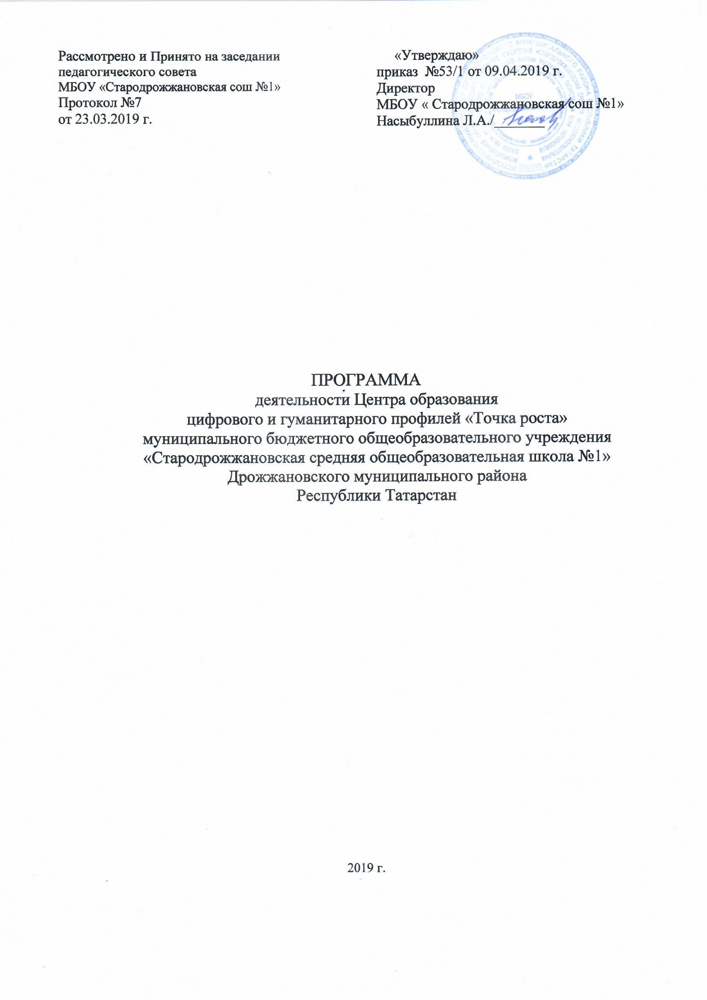 Рассмотрено и Принято на заседании
педагогического совета
МБОУ «Стародрожжановская сош №1»
Протокол №7
от 23.03.2019 г.
«Утверждаю»
приказ №53/1 от 09.04.2019 г.
Директор
МБОУ « Стародрожжановская сош №1»
Насыбуллина Л.А./________
МБОУ
ПРОГРАММА
деятельности Центра образования
цифрового и гуманитарного профилей «Точка роста»
муниципального бюджетного общеобразовательного учреждения
«Стародрожжановская средняя общеобразовательная школа №1»
Дрожжановского муниципального района
Республики Татарстан
2019 г.